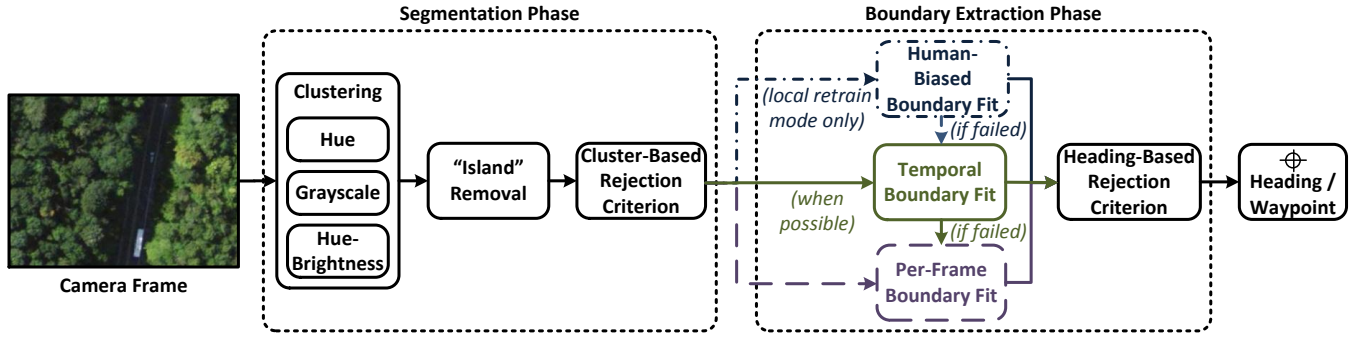 Segmentation Phase
Boundary Extraction Phase
Camera Frame
Clustering
Hue
Grayscale
Hue-
Brightness
“Island”
Removal
Cluster-Based
Rejection
Criterion
(local retrain
mode only)
Human-
Biased
Boundary Fit
(if failed)
(when
possible)
Temporal
Boundary Fit
(if failed)
Per-Frame
Boundary Fit
Heading-Based
Rejection
Criterion
Heading /
Waypoint